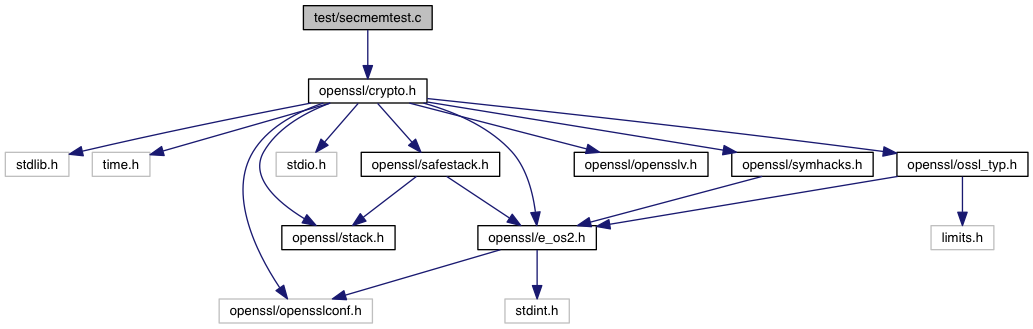 test/secmemtest.c
openssl/crypto.h
stdlib.h
time.h
stdio.h
openssl/safestack.h
openssl/opensslv.h
openssl/symhacks.h
openssl/ossl_typ.h
openssl/stack.h
openssl/e_os2.h
limits.h
openssl/opensslconf.h
stdint.h